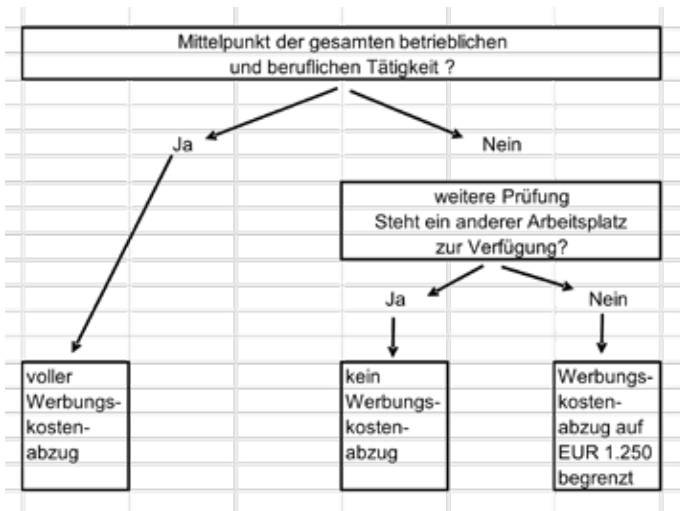 Mittelpunkt der gesamten betrieblichen
und beruflichen Tätigkeit ?
Ja
Nein
weitere Prüfung
Steht ein anderer Arbeitsplatz
zur Verfügung?
Ja
Nein
voller
Werbungs-
kosten-
abzug
kein
Werbungs-
kosten-
abzug
Werbungs-
kosten-
abzug auf
EUR 1.250
begrenzt